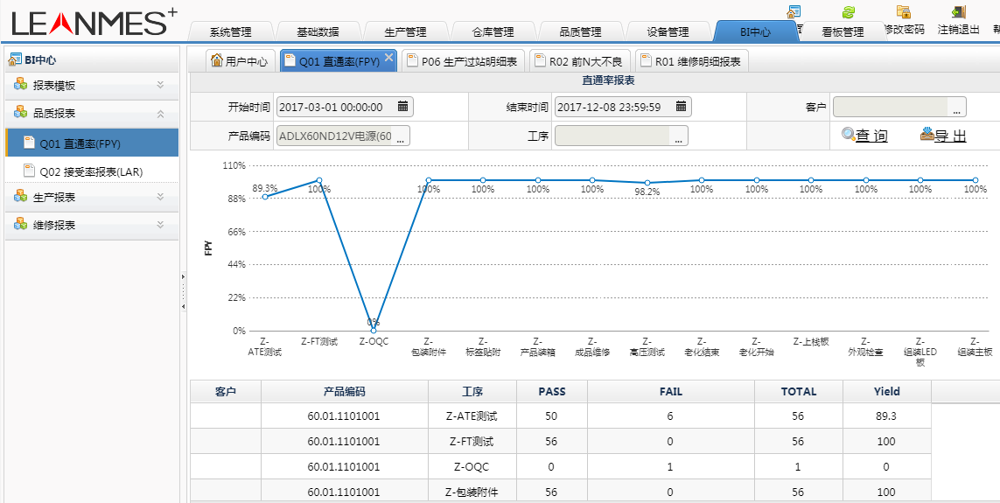 LEANMES+
页 修改密码 注销退出 帮
系统管理 基础数据 生产管理 仓库管理 品质管理 设备管理 BI中心 看板管理
BI中心
报表模板
品质报表
Q01 直通率(FPY)
Q02 接受率报表(LAR)
生产报表
维修报表
用户中心 Q01 直通率(FPY) P06 生产过站明细表 R02 前N大不良 R01 维修明细报表
直通率报表
开始时间 2017-03-01 00:00:00 结束时间 2017-12-08 23:59:59 客户 ...
产品编码 ADLX60ND12V电源(60 ... 工序 ... 查 询 导 出
110%
88%
66%
44%
22%
0%
FPY
89.3% 100% 0% 100% 100% 100% 100% 98.2% 100% 100% 100% 100% 100% 100%
Z-ATE测试 Z-FT测试 Z-OQC Z-包装附件 Z-标签贴附 Z-产品装箱 Z-成品维修 Z-高压测试 Z-老化结束 Z-老化开始 Z-上栈板 Z-外观检查 Z-组装LED板 Z-组装主板
客户 产品编码 工序 PASS FAIL TOTAL Yield
60.01.1101001 Z-ATE测试 50 6 56 89.3
60.01.1101001 Z-FT测试 56 0 56 100
60.01.1101001 Z-OQC 0 1 1 0
60.01.1101001 Z-包装附件 56 0 56 100